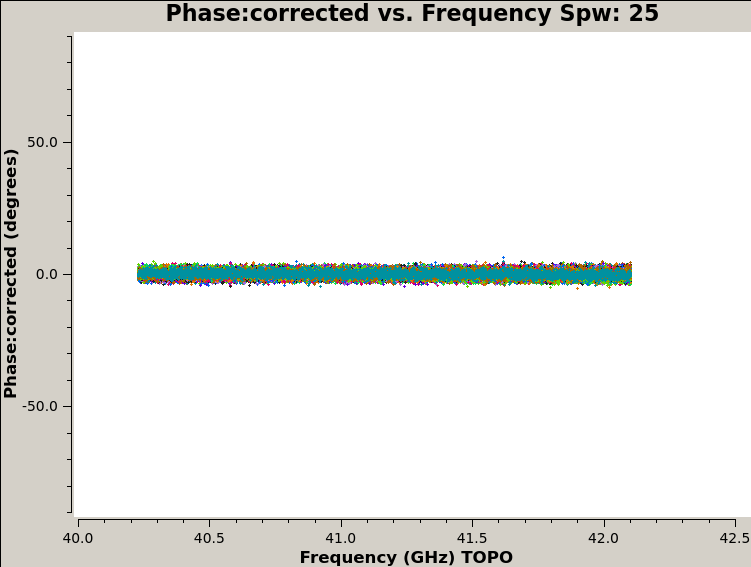 Phase:corrected vs. Frequency Spw: 25
Phase:corrected (degrees)
50.0
0.0
-50.0
40.0 40.5 41.0 41.5 42.0 42.5
Frequency (GHz) TOPO